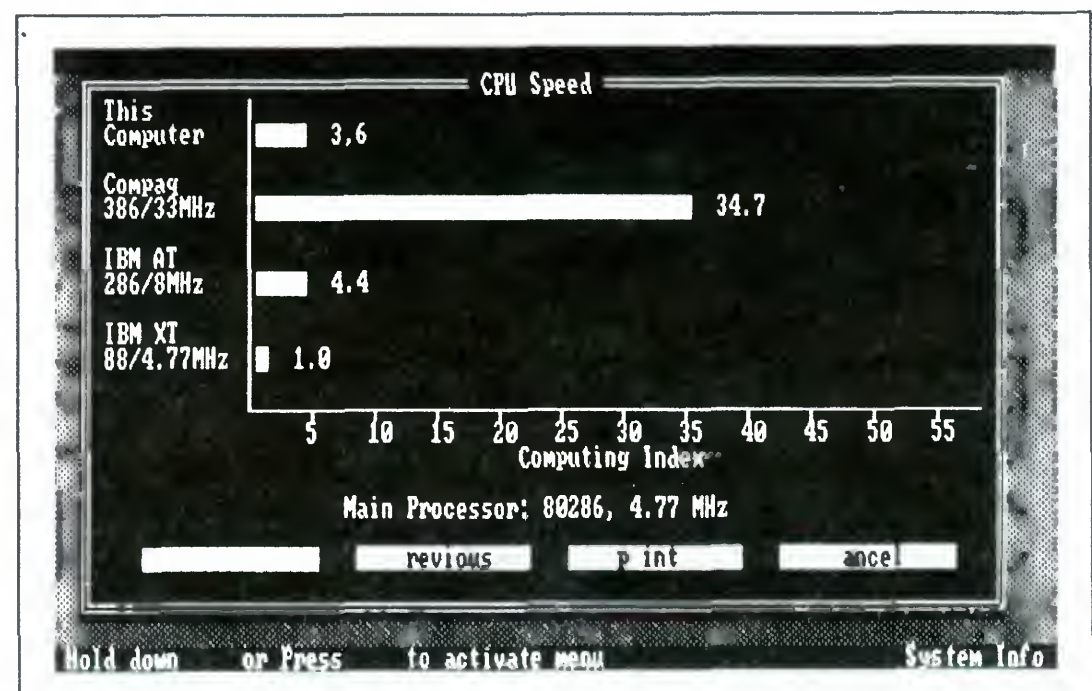 CPU Speed
This
Computer
3,6
Compaq
386/33MHz
34.7
IBM AT
286/8MHz
4.4
IBM XT
88/4.77MHz
1.0
5 10 15 20 25 30 35 40 45 50 55
Computing Index
Main Processor: 80286, 4.77 MHz
revious p int ancel
Hold down or Press to activate menu System Info